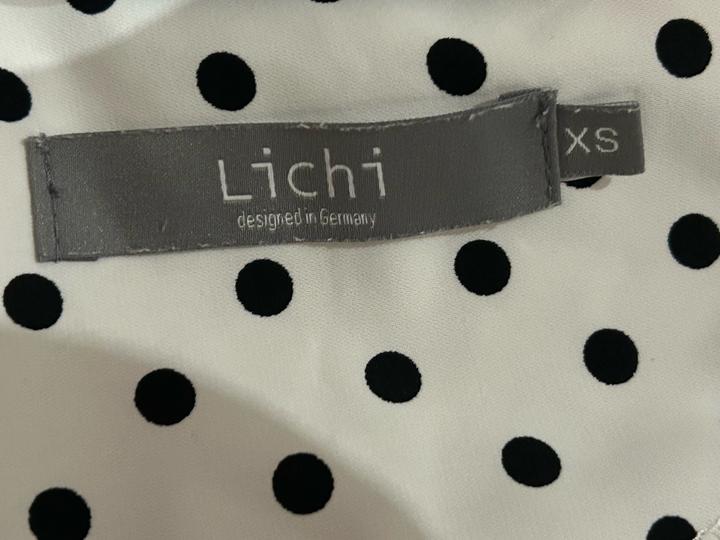 Lichi
designed in Germany
XS